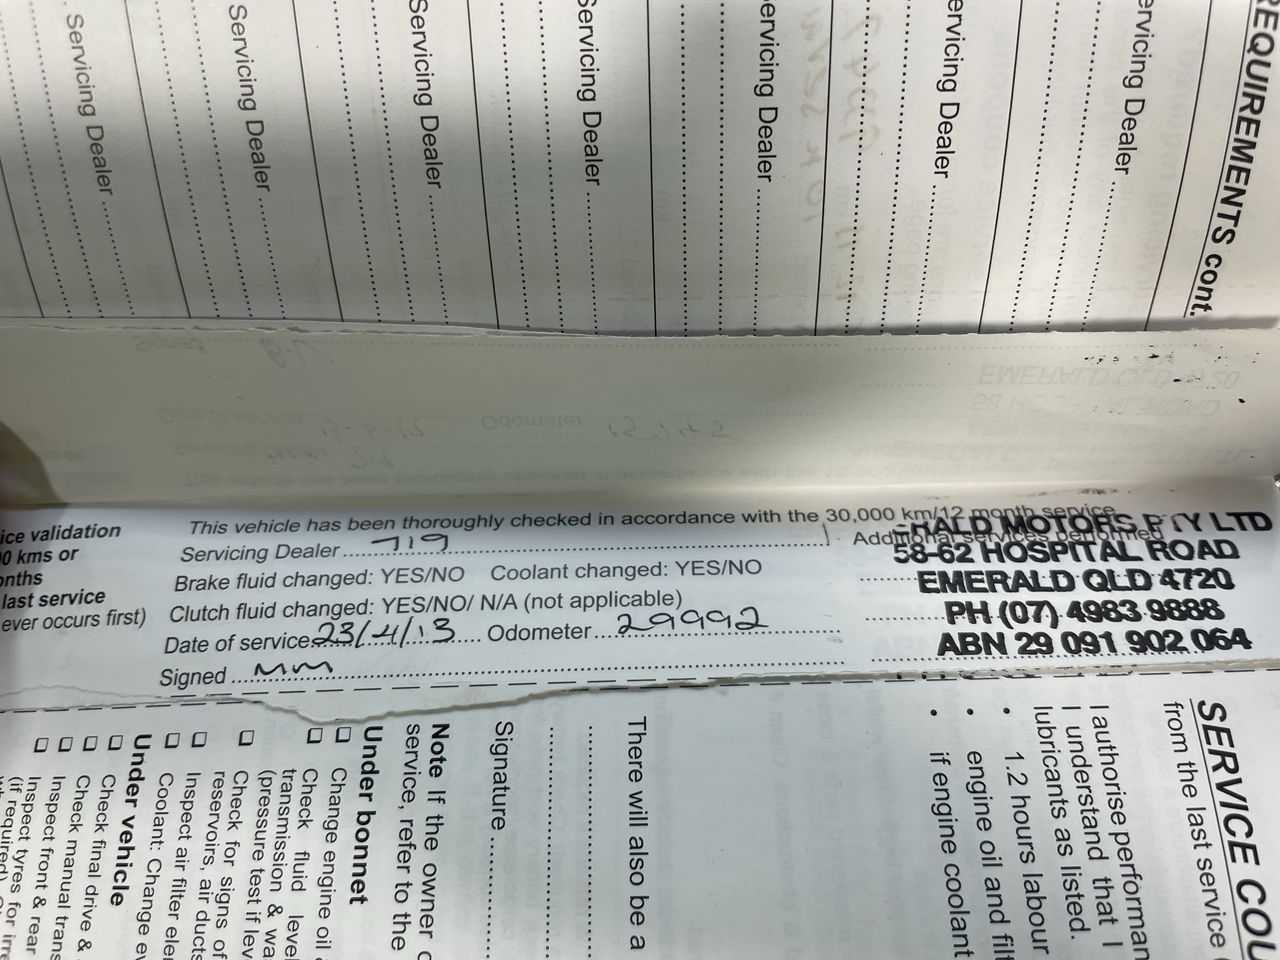 REQUIREMENTS cont.
Servicing Dealer
Servicing Dealer
Servicing Dealer
Servicing Dealer
Servicing Dealer
Servicing Dealer
Servicing Dealer
ice validation
0 kms or
onths
last service
ever occurs first)
This vehicle has been thoroughly checked in accordance with the 30,000 km/12 month service
Servicing Dealer 719
Additional services performed
Brake fluid changed: YES/NO Coolant changed: YES/NO
Clutch fluid changed: YES/NO/ N/A (not applicable)
Date of service 23/4/13 Odometer 29992
Signed MM
ERALD MOTORS PTY LTD
58-62 HOSPITAL ROAD
EMERALD QLD 4720
PH (07) 4983 9888
ABN 29 091 902 064
SERVICE COU
from the last service
I authorise performan
I understand that I
lubricants as listed.
• 1.2 hours labour
• engine oil and filt
• if engine coolant
There will also be a
Signature
Note If the owner
service, refer to the
Under bonnet
Change engine oil
Check fluid level
transmission & wa
(pressure test if lev
Check for signs of
reservoirs, air ducts
Inspect air filter eler
Coolant: Change ev
Under vehicle
Check final drive &
Check manual trans
Inspect front & rear
Inspect tyres for irre
(if required)